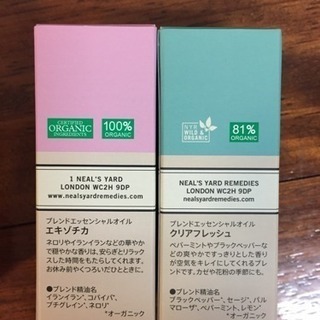 CERTIFIED
ORGANIC
INGREDIENTS
100%
ORGANIC
1 NEAL'S YARD
LONDON WC2H 9DP
www.nealsyardremedies.com
ブレンドエッセンシャルオイル
エキゾチカ
ネロリやイランイランなどの華やか
で穏やかな香りは、安らぎとリラック
スした時間をもたらしてくれます。
お休み前やくつろいだひとときに。
●ブレンド精油名
イランイラン*、コパイバ*、
プチグレイン*、ネロリ*
*オーガニック
NYR
WILD &
ORGANIC
81%
ORGANIC
NEAL'S YARD REMEDIES
LONDON WC2H 9DP
nealsyardremedies.com
ブレンドエッセンシャルオイル
クリアフレッシュ
ペパーミントやブラックペッパーな
どの爽やかですっきりとした香り
が空気をキレイにしてくれるブレン
ドです。カゼや花粉の季節にも。
●ブレンド精油名
ブラックペッパー*、セージ*、パル
マローザ*、ペパーミント*、レモン*
*オーガニック